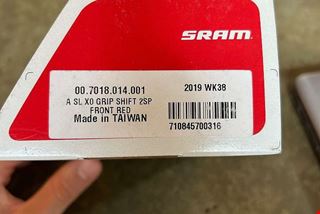 SRAM
00.7018.014.001
2019 WK38
A SL X0 GRIP SHIFT 2SP
FRONT RED
Made in TAIWAN
710845700316